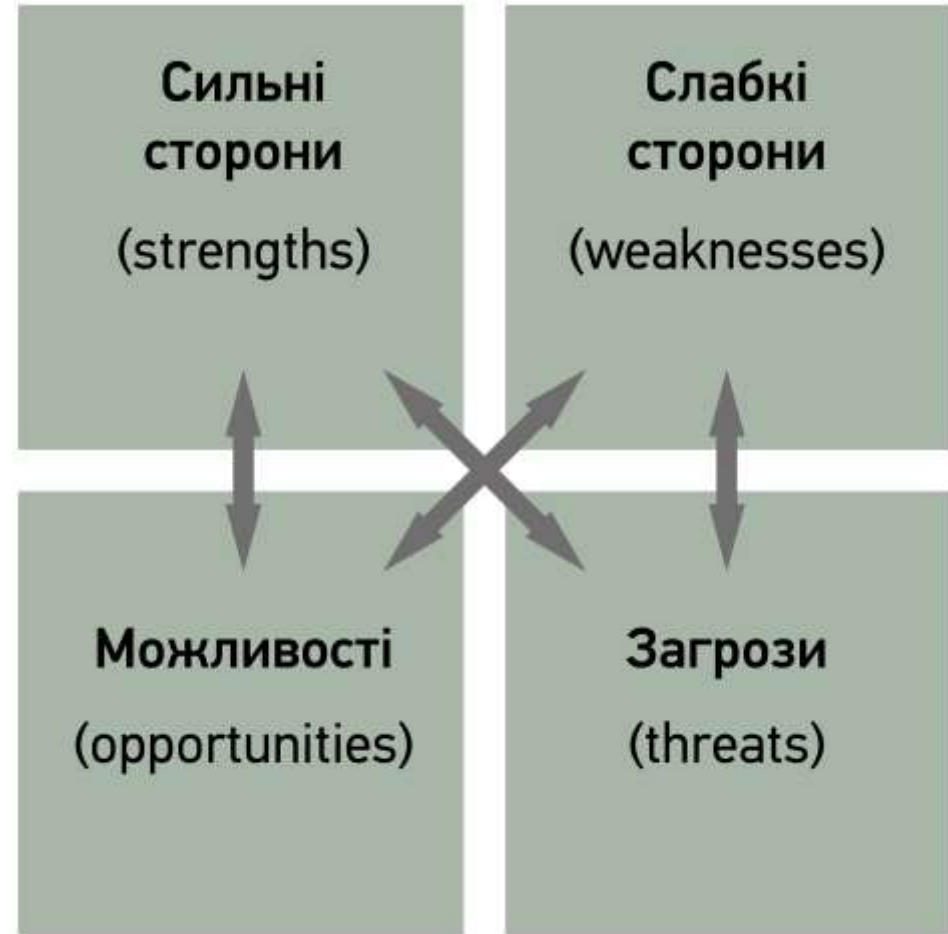 Сильні
сторони
(strengths)
Слабкі
сторони
(weaknesses)
Можливості
(opportunities)
Загрози
(threats)